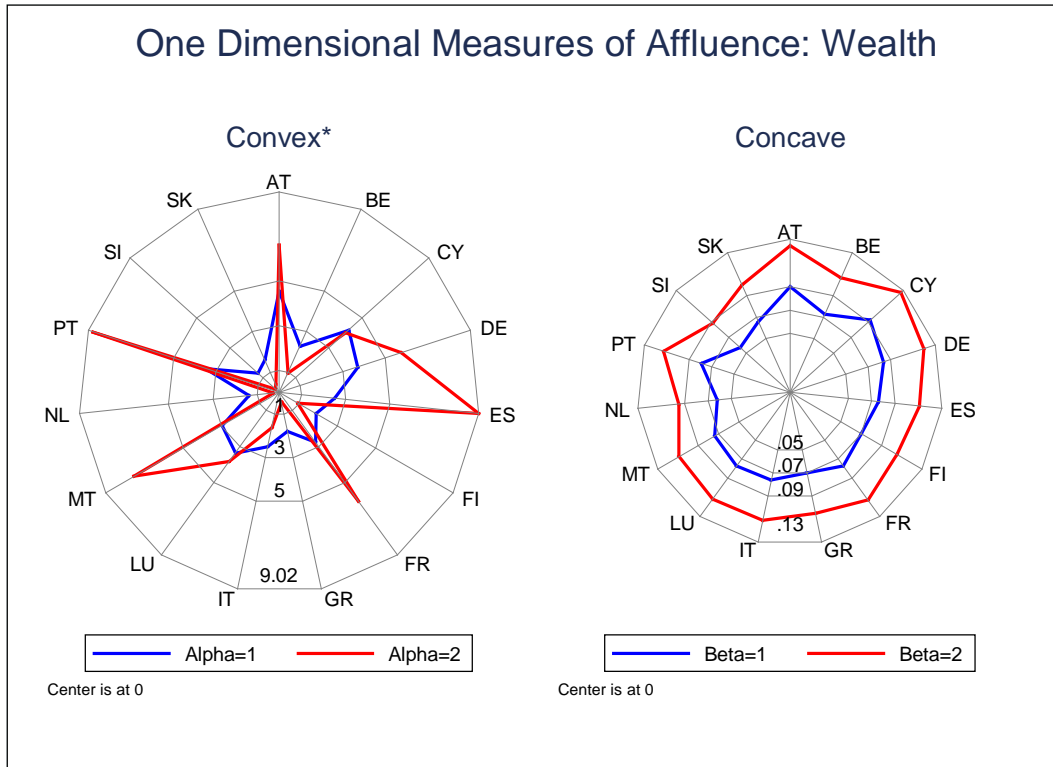 One Dimensional Measures of Affluence: Wealth
Convex*
AT
BE
CY
DE
ES
FI
FR
GR
IT
LU
MT
NL
PT
SI
SK
1
3
5
9.02
Alpha=1
Alpha=2
Center is at 0
Concave
AT
BE
CY
DE
ES
FI
FR
GR
IT
LU
MT
NL
PT
SI
SK
.05
.07
.09
.13
Beta=1
Beta=2
Center is at 0